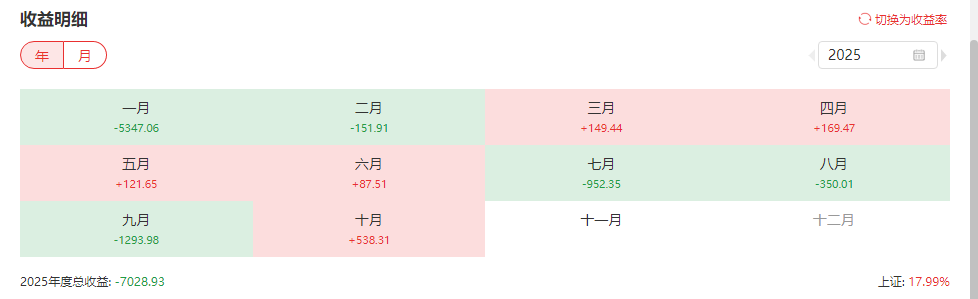 收益明细 切换为收益率
年 月 2025
一月 二月 三月 四月
-5347.06 -151.91 +149.44 +169.47
五月 六月 七月 八月
+121.65 +87.51 -952.35 -350.01
九月 十月 十一月 十二月
-1293.98 +538.31
2025年度总收益: -7028.93 上证: 17.99%